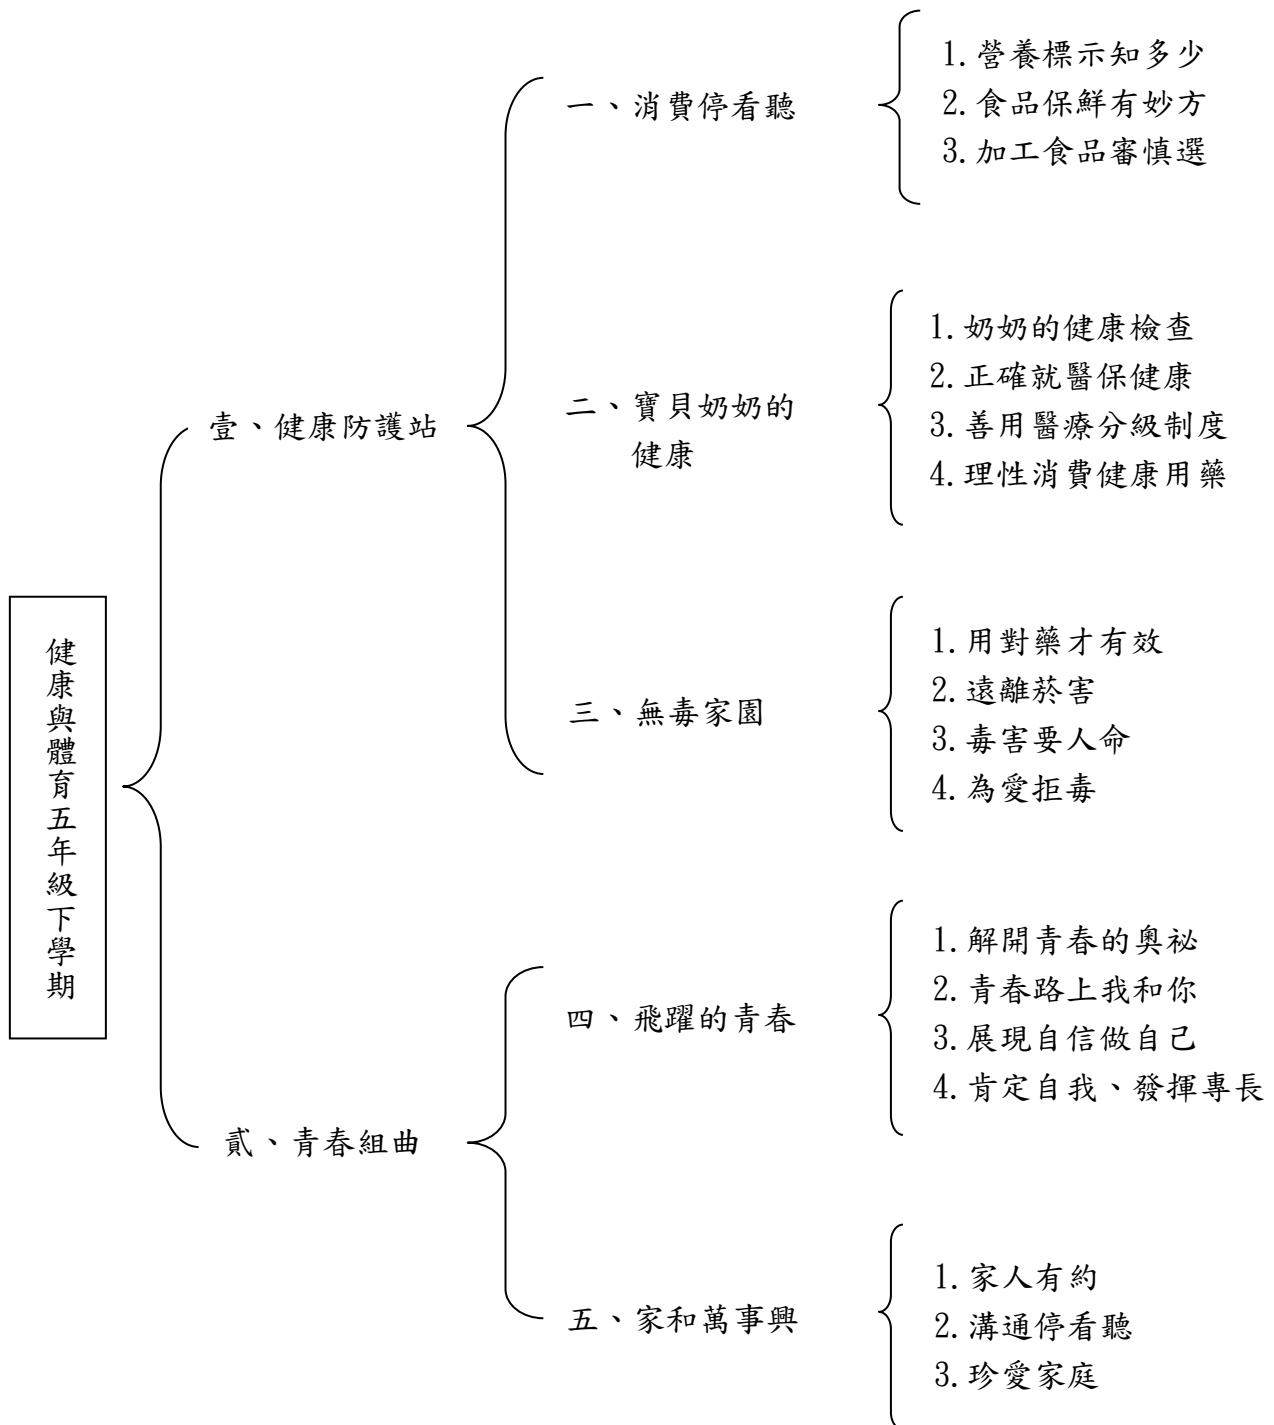 健康與體育五年級下學期
壹、健康防護站
一、消費停看聽
1.營養標示知多少
2.食品保鮮有妙方
3.加工食品審慎選
二、寶貝奶奶的
健康
1.奶奶的健康檢查
2.正確就醫保健康
3.善用醫療分級制度
4.理性消費健康用藥
三、無毒家園
1.用對藥才有效
2.遠離菸害
3.毒害要人命
4.為愛拒毒
貳、青春組曲
四、飛躍的青春
1.解開青春的奧祕
2.青春路上我和你
3.展現自信做自己
4.肯定自我、發揮專長
五、家和萬事興
1.家人有約
2.溝通停看聽
3.珍愛家庭